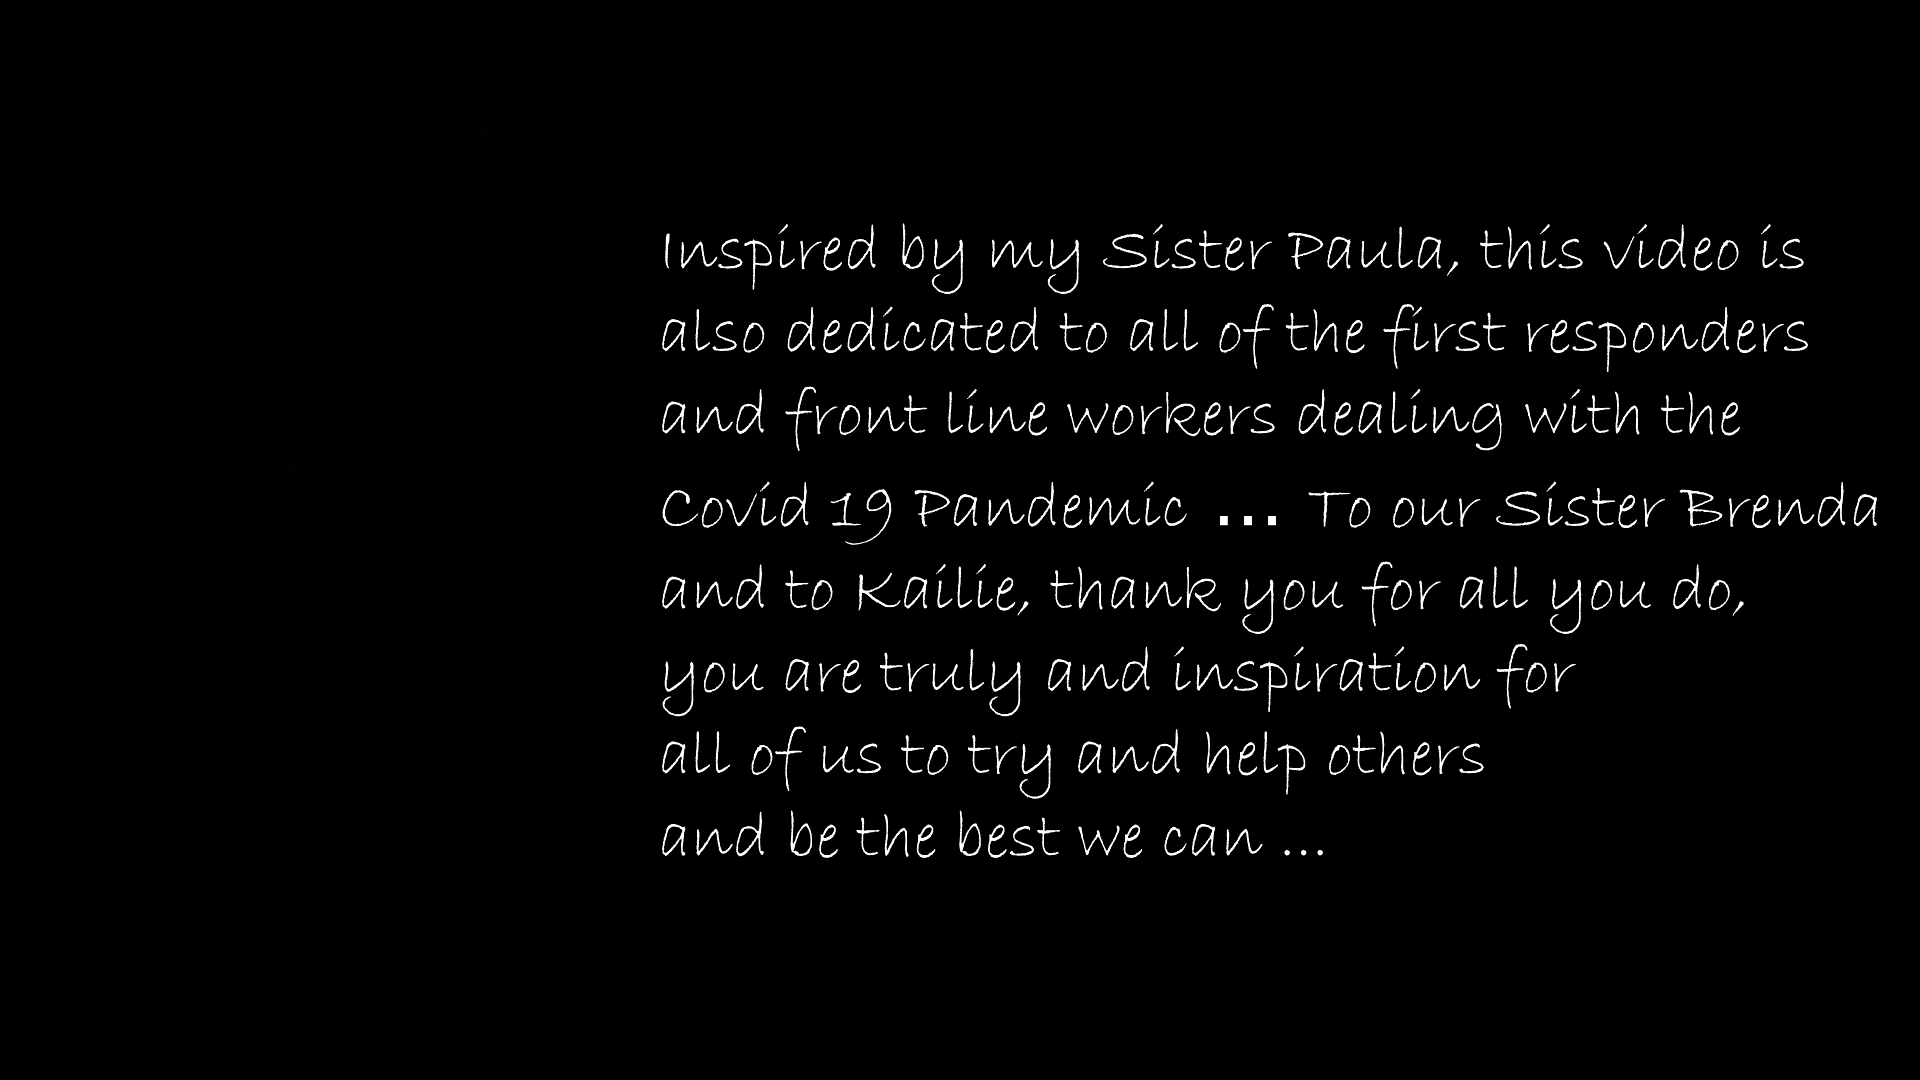 Inspired by my Sister Paula, this video is
also dedicated to all of the first responders
and front line workers dealing with the
Covid 19 Pandemic ... To our Sister Brenda
and to Kailie, thank you for all you do,
you are truly and inspiration for
all of us to try and help others
and be the best we can ...